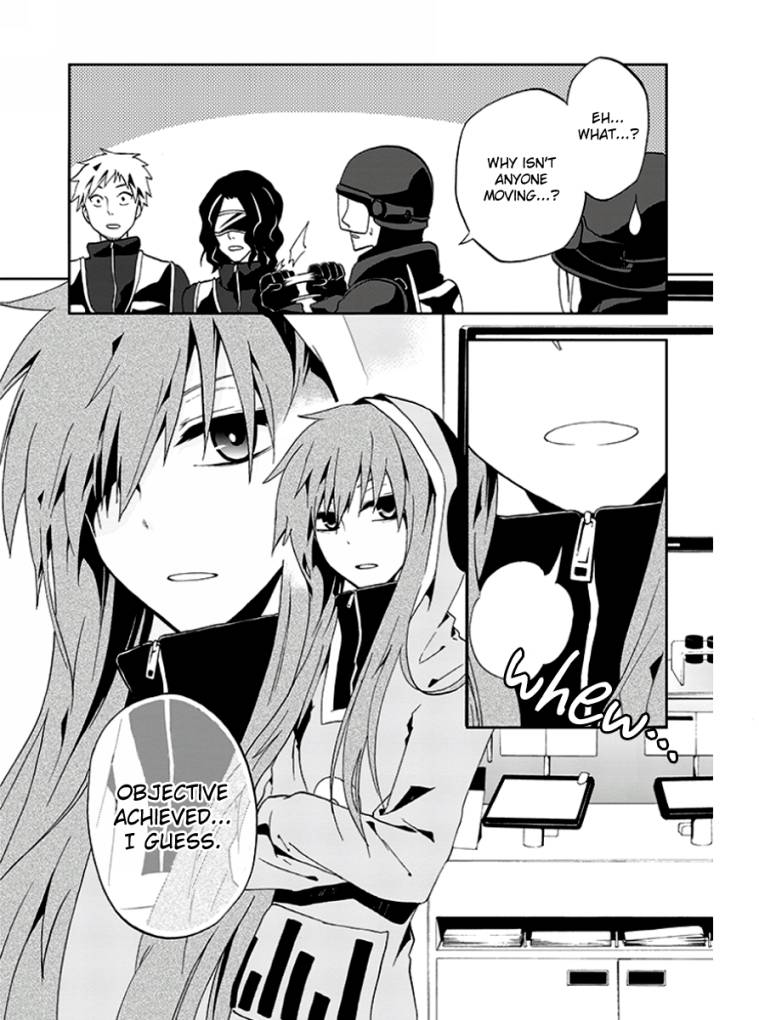 EH...
WHAT...?
WHY ISN'T
ANYONE
MOVING...?
WHEW...
OBJECTIVE
ACHIEVED...
I GUESS.